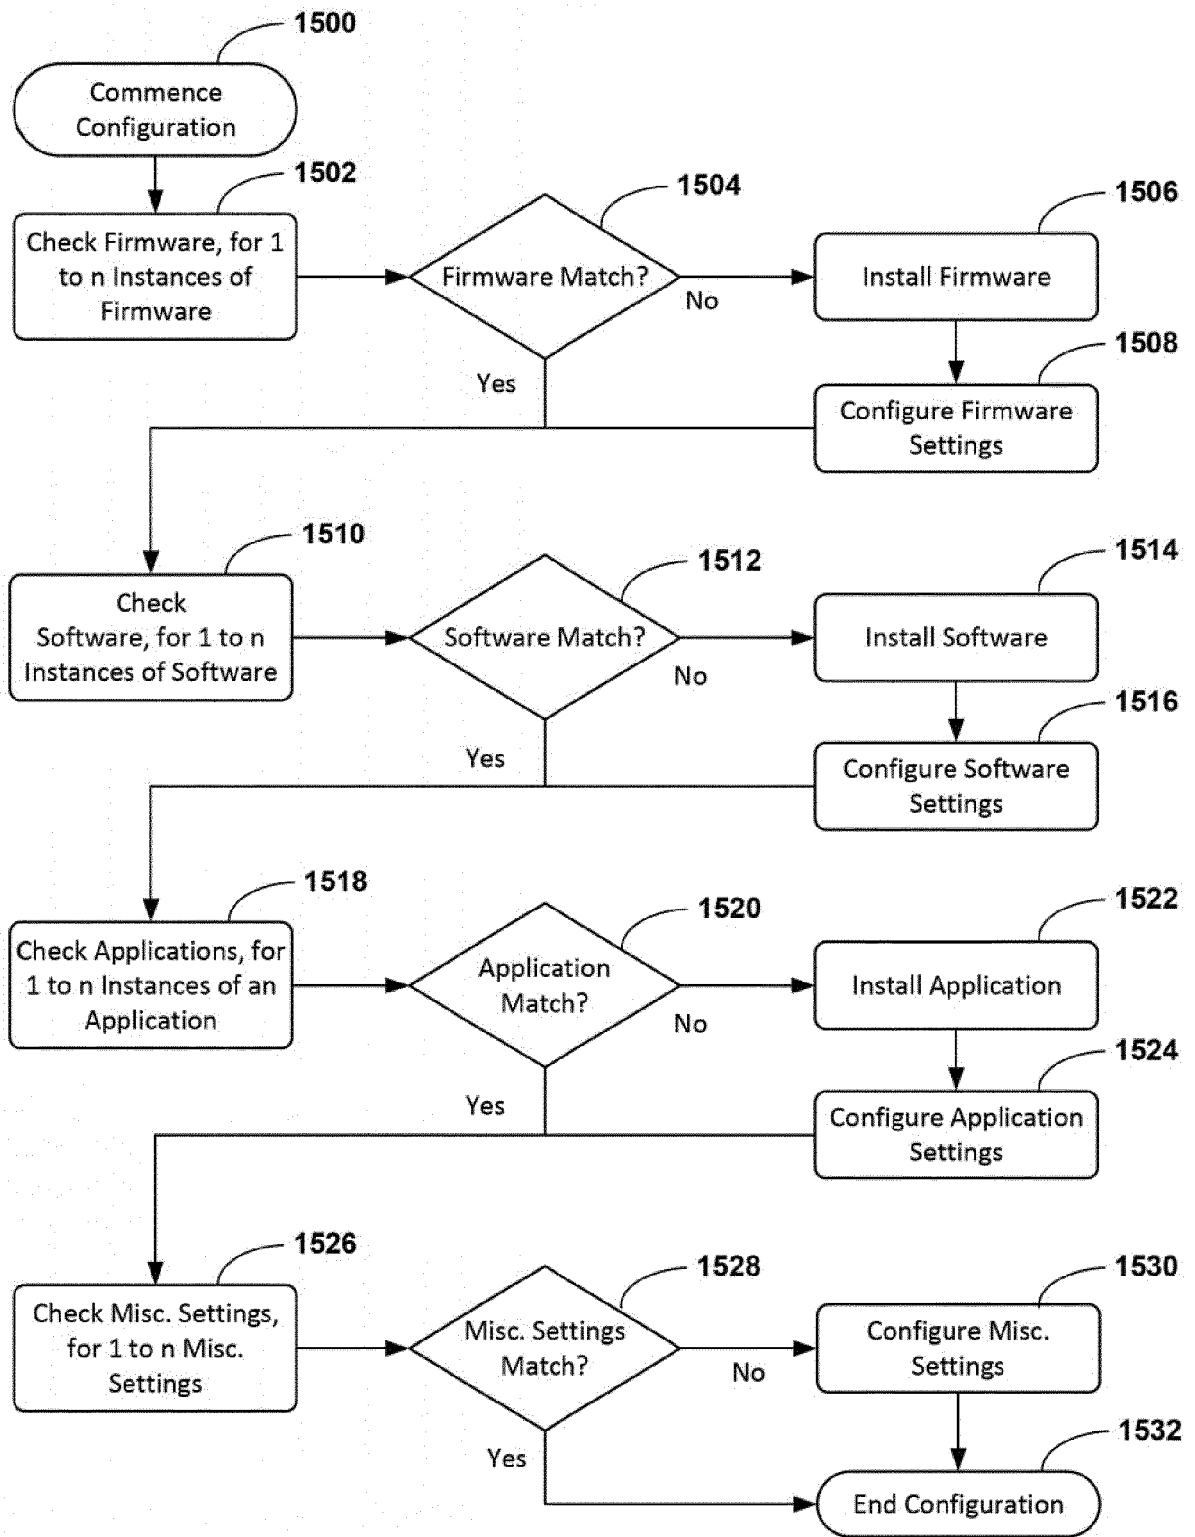 1500
Commence
Configuration
1502
Check Firmware, for 1
to n Instances of
Firmware
1504
Firmware Match?
No
Yes
1506
Install Firmware
1508
Configure Firmware
Settings
1510
Check
Software, for 1 to n
Instances of Software
1512
Software Match?
No
Yes
1514
Install Software
1516
Configure Software
Settings
1518
Check Applications, for
1 to n Instances of an
Application
1520
Application
Match?
No
Yes
1522
Install Application
1524
Configure Application
Settings
1526
Check Misc. Settings,
for 1 to n Misc.
Settings
1528
Misc. Settings
Match?
No
Yes
1530
Configure Misc.
Settings
1532
End Configuration